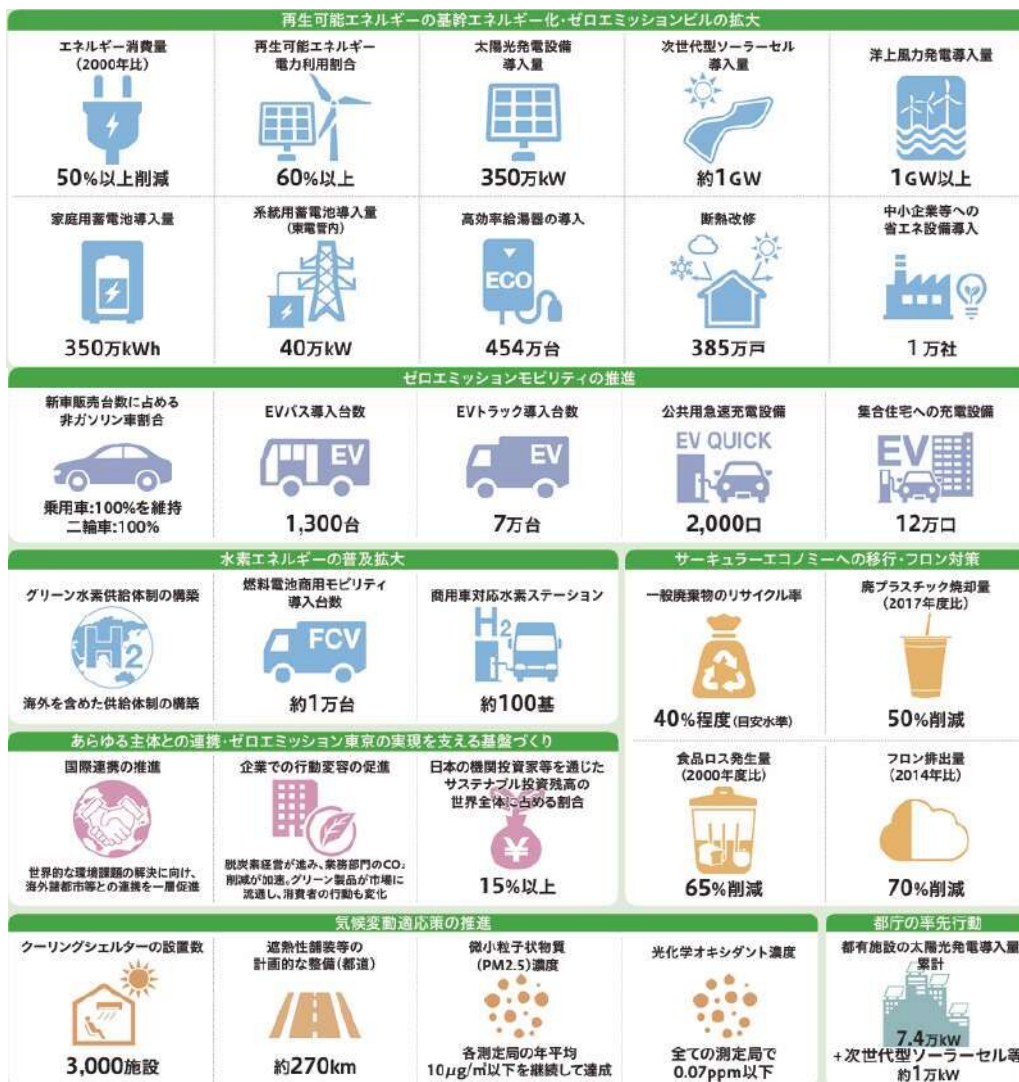 再生可能エネルギーの基幹エネルギー化・ゼロエミッションビルの拡大
エネルギー消費量
(2000年比)
50%以上削減
再生可能エネルギー
電力利用割合
60%以上
太陽光発電設備
導入量
350万kW
次世代型ソーラーセル
導入量
約1GW
洋上風力発電導入量
1GW以上
家庭用蓄電池導入量
350万kWh
系統用蓄電池導入量
(東電管内)
40万kW
高効率給湯器の導入
ECO
454万台
断熱改修
385万戸
中小企業等への
省エネ設備導入
1万社
ゼロエミッションモビリティの推進
新車販売台数に占める
非ガソリン車割合
乗用車:100%を維持
二輪車:100%
EVバス導入台数
EV
1,300台
EVトラック導入台数
EV
7万台
公共用急速充電設備
EV QUICK
2,000口
集合住宅への充電設備
EV
12万口
水素エネルギーの普及拡大
グリーン水素供給体制の構築
H2
海外を含めた供給体制の構築
燃料電池商用モビリティ
導入台数
FCV
約1万台
商用車対応水素ステーション
H2
約100基
サーキュラーエコノミーへの移行・フロン対策
一般廃棄物のリサイクル率
40%程度(目安水準)
廃プラスチック焼却量
(2017年度比)
50%削減
食品ロス発生量
(2000年度比)
65%削減
フロン排出量
(2014年比)
70%削減
あらゆる主体との連携・ゼロエミッション東京の実現を支える基盤づくり
国際連携の推進
世界的な環境課題の解決に向け、
海外諸都市等との連携を一層促進
企業での行動変容の促進
脱炭素経営が進み、業務部門のCO₂
削減が加速。グリーン製品が市場に
流通し、消費者の行動も変化
日本の機関投資家等を通じた
サステナブル投資残高の
世界全体に占める割合
¥
15%以上
気候変動適応策の推進
クーリングシェルターの設置数
3,000施設
遮熱性舗装等の
計画的な整備(都道)
約270km
微小粒子状物質
(PM2.5)濃度
各測定局の年平均
10μg/㎥以下を継続して達成
光化学オキシダント濃度
全ての測定局で
0.07ppm以下
都庁の率先行動
都有施設の太陽光発電導入量
累計
7.4万kW
+次世代型ソーラーセル等
約1万kW